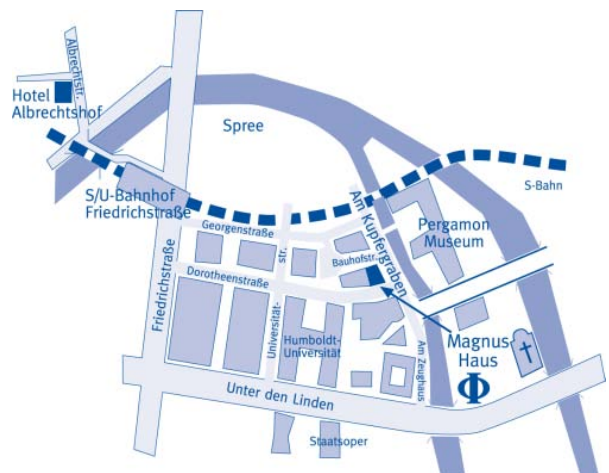 Albrechtstr.
Hotel
Albrechtshof
Spree
S/U-Bahnhof
Friedrichstraße
S-Bahn
Georgenstraße
Am Kupfergraben
Pergamon
Museum
Bauhofstr.
Dorotheenstraße
Friedrichstraße
Universität-
str.
Humboldt-
Universität
Magnus
Haus
Φ
Am Zeughaus
Unter den Linden
Staatsoper